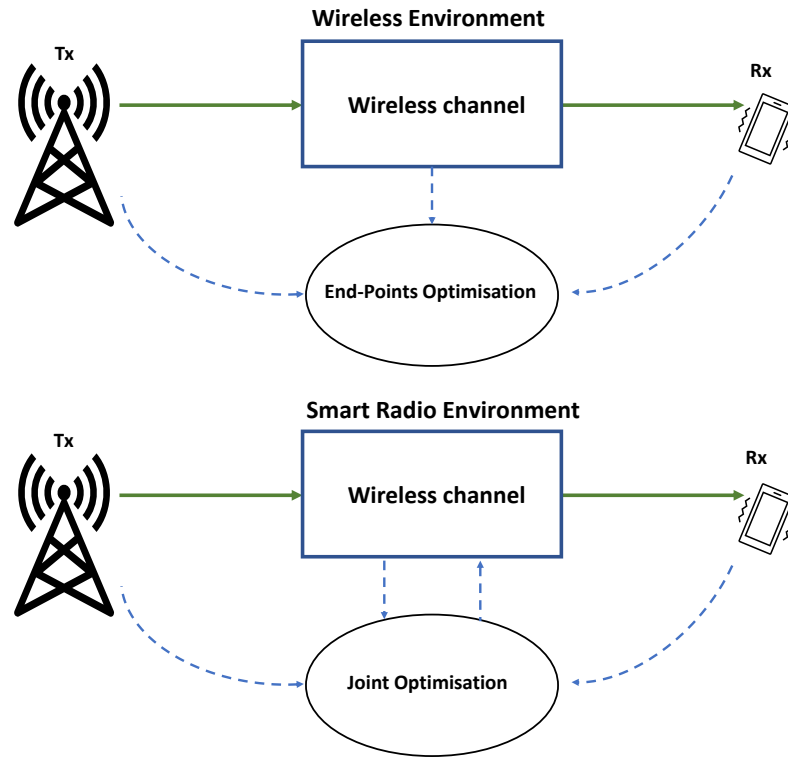 Wireless Environment
Tx
Rx
Wireless channel
End-Points Optimisation
Smart Radio Environment
Tx
Rx
Wireless channel
Joint Optimisation